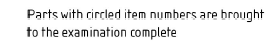 Parts with circled item numbers are brought
to the examination complete